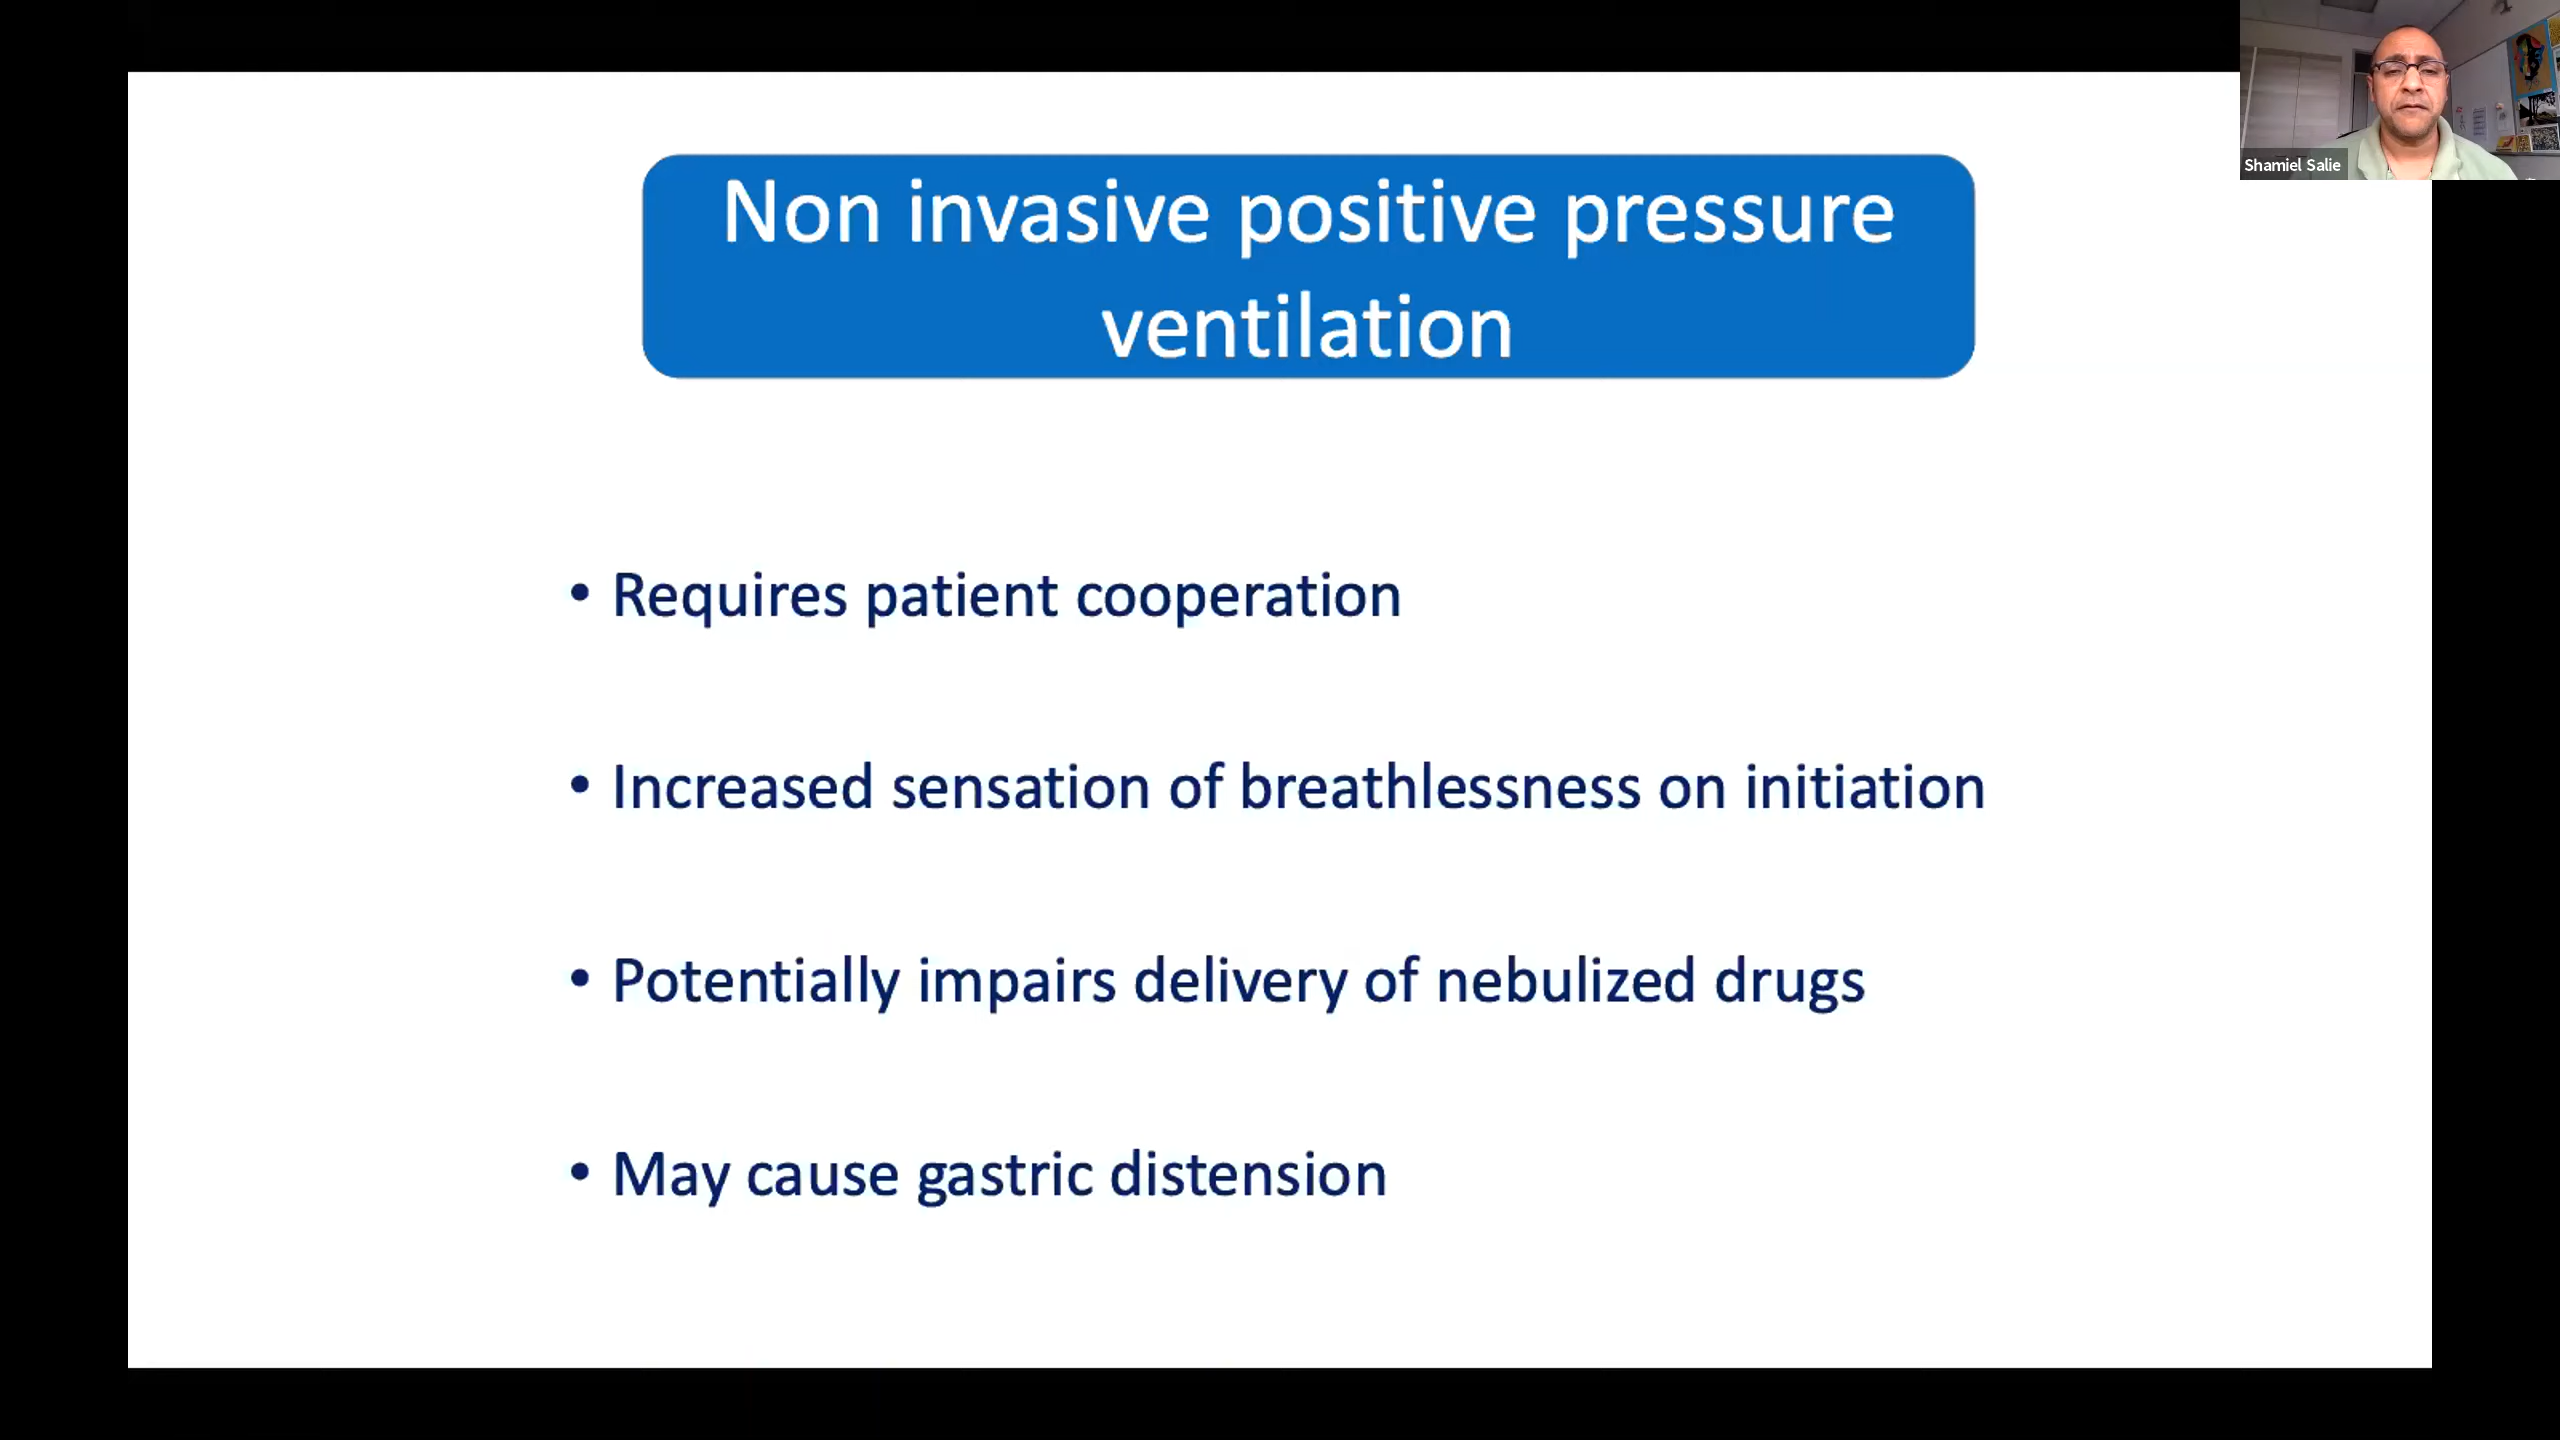 Non invasive positive pressure
ventilation
Shamiel Salie
• Requires patient cooperation
• Increased sensation of breathlessness on initiation
• Potentially impairs delivery of nebulized drugs
• May cause gastric distension